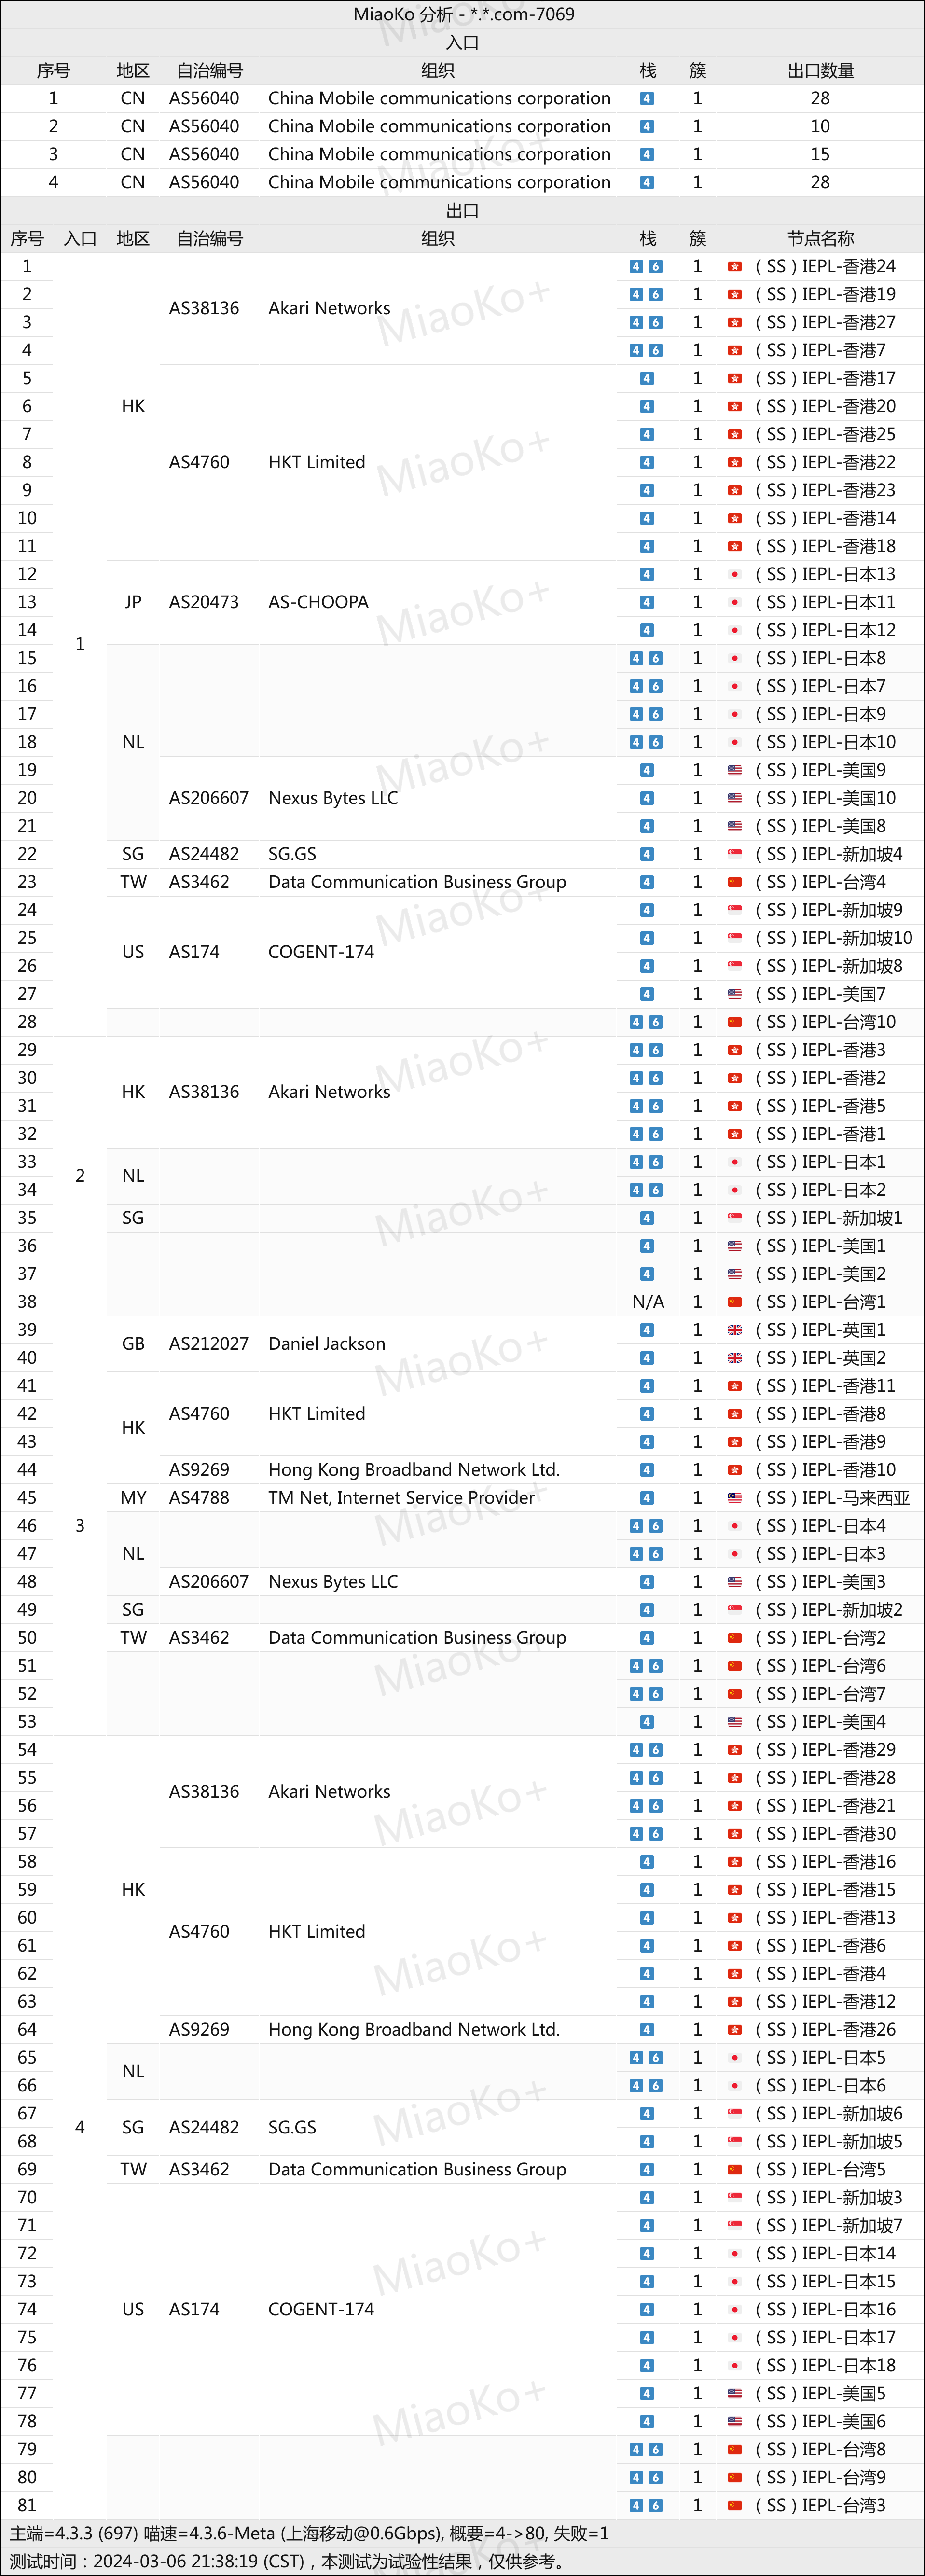 MiaoKo 分析 - *.*.com-7069
入口
序号 地区 自治编号 组织 栈 簇 出口数量
1 CN AS56040 China Mobile communications corporation 4 1 28
2 CN AS56040 China Mobile communications corporation 4 1 10
3 CN AS56040 China Mobile communications corporation 4 1 15
4 CN AS56040 China Mobile communications corporation 4 1 28
出口
序号 入口 地区 自治编号 组织 栈 簇 节点名称
1 4 6 1 ( SS ) IEPL-香港24
2 4 6 1 ( SS ) IEPL-香港19
AS38136 Akari Networks
3 4 6 1 ( SS ) IEPL-香港27
4 4 6 1 ( SS ) IEPL-香港7
5 4 1 ( SS ) IEPL-香港17
6 HK 4 1 ( SS ) IEPL-香港20
7 4 1 ( SS ) IEPL-香港25
8 AS4760 HKT Limited 4 1 ( SS ) IEPL-香港22
9 4 1 ( SS ) IEPL-香港23
10 4 1 ( SS ) IEPL-香港14
11 4 1 ( SS ) IEPL-香港18
12 4 1 ( SS ) IEPL-日本13
13 JP AS20473 AS-CHOOPA 4 1 ( SS ) IEPL-日本11
14 4 1 ( SS ) IEPL-日本12
1
15 4 6 1 ( SS ) IEPL-日本8
16 4 6 1 ( SS ) IEPL-日本7
17 4 6 1 ( SS ) IEPL-日本9
18 NL 4 6 1 ( SS ) IEPL-日本10
19 4 1 ( SS ) IEPL-美国9
20 AS206607 Nexus Bytes LLC 4 1 ( SS ) IEPL-美国10
21 4 1 ( SS ) IEPL-美国8
22 SG AS24482 SG.GS 4 1 ( SS ) IEPL-新加坡4
23 TW AS3462 Data Communication Business Group 4 1 ( SS ) IEPL-台湾4
24 4 1 ( SS ) IEPL-新加坡9
25 4 1 ( SS ) IEPL-新加坡10
US AS174 COGENT-174
26 4 1 ( SS ) IEPL-新加坡8
27 4 1 ( SS ) IEPL-美国7
28 4 6 1 ( SS ) IEPL-台湾10
29 4 6 1 ( SS ) IEPL-香港3
30 4 6 1 ( SS ) IEPL-香港2
HK AS38136 Akari Networks
31 4 6 1 ( SS ) IEPL-香港5
32 4 6 1 ( SS ) IEPL-香港1
33 4 6 1 ( SS ) IEPL-日本1
2 NL
34 4 6 1 ( SS ) IEPL-日本2
35 SG 4 1 ( SS ) IEPL-新加坡1
36 4 1 ( SS ) IEPL-美国1
37 4 1 ( SS ) IEPL-美国2
38 N/A 1 ( SS ) IEPL-台湾1
39 4 1 ( SS ) IEPL-英国1
GB AS212027 Daniel Jackson
40 4 1 ( SS ) IEPL-英国2
41 4 1 ( SS ) IEPL-香港11
42 AS4760 HKT Limited 4 1 ( SS ) IEPL-香港8
HK
43 4 1 ( SS ) IEPL-香港9
44 AS9269 Hong Kong Broadband Network Ltd. 4 1 ( SS ) IEPL-香港10
45 MY AS4788 TM Net, Internet Service Provider 4 1 ( SS ) IEPL-马来西亚
46 3 4 6 1 ( SS ) IEPL-日本4
47 NL 4 6 1 ( SS ) IEPL-日本3
48 AS206607 Nexus Bytes LLC 4 1 ( SS ) IEPL-美国3
49 SG 4 1 ( SS ) IEPL-新加坡2
50 TW AS3462 Data Communication Business Group 4 1 ( SS ) IEPL-台湾2
51 4 6 1 ( SS ) IEPL-台湾6
52 4 6 1 ( SS ) IEPL-台湾7
53 4 1 ( SS ) IEPL-美国4
54 4 6 1 ( SS ) IEPL-香港29
55 4 6 1 ( SS ) IEPL-香港28
AS38136 Akari Networks
56 4 6 1 ( SS ) IEPL-香港21
57 4 6 1 ( SS ) IEPL-香港30
58 4 1 ( SS ) IEPL-香港16
59 HK 4 1 ( SS ) IEPL-香港15
60 4 1 ( SS ) IEPL-香港13
AS4760 HKT Limited
61 4 1 ( SS ) IEPL-香港6
62 4 1 ( SS ) IEPL-香港4
63 4 1 ( SS ) IEPL-香港12
64 AS9269 Hong Kong Broadband Network Ltd. 4 1 ( SS ) IEPL-香港26
65 4 6 1 ( SS ) IEPL-日本5
NL
66 4 6 1 ( SS ) IEPL-日本6
67 4 1 ( SS ) IEPL-新加坡6
4 SG AS24482 SG.GS
68 4 1 ( SS ) IEPL-新加坡5
69 TW AS3462 Data Communication Business Group 4 1 ( SS ) IEPL-台湾5
70 4 1 ( SS ) IEPL-新加坡3
71 4 1 ( SS ) IEPL-新加坡7
72 4 1 ( SS ) IEPL-日本14
73 4 1 ( SS ) IEPL-日本15
74 US AS174 COGENT-174 4 1 ( SS ) IEPL-日本16
75 4 1 ( SS ) IEPL-日本17
76 4 1 ( SS ) IEPL-日本18
77 4 1 ( SS ) IEPL-美国5
78 4 1 ( SS ) IEPL-美国6
79 4 6 1 ( SS ) IEPL-台湾8
80 4 6 1 ( SS ) IEPL-台湾9
81 4 6 1 ( SS ) IEPL-台湾3
主端=4.3.3 (697) 喵速=4.3.6-Meta (上海移动@0.6Gbps), 概要=4->80, 失败=1
测试时间：2024-03-06 21:38:19 (CST)，本测试为试验性结果，仅供参考。